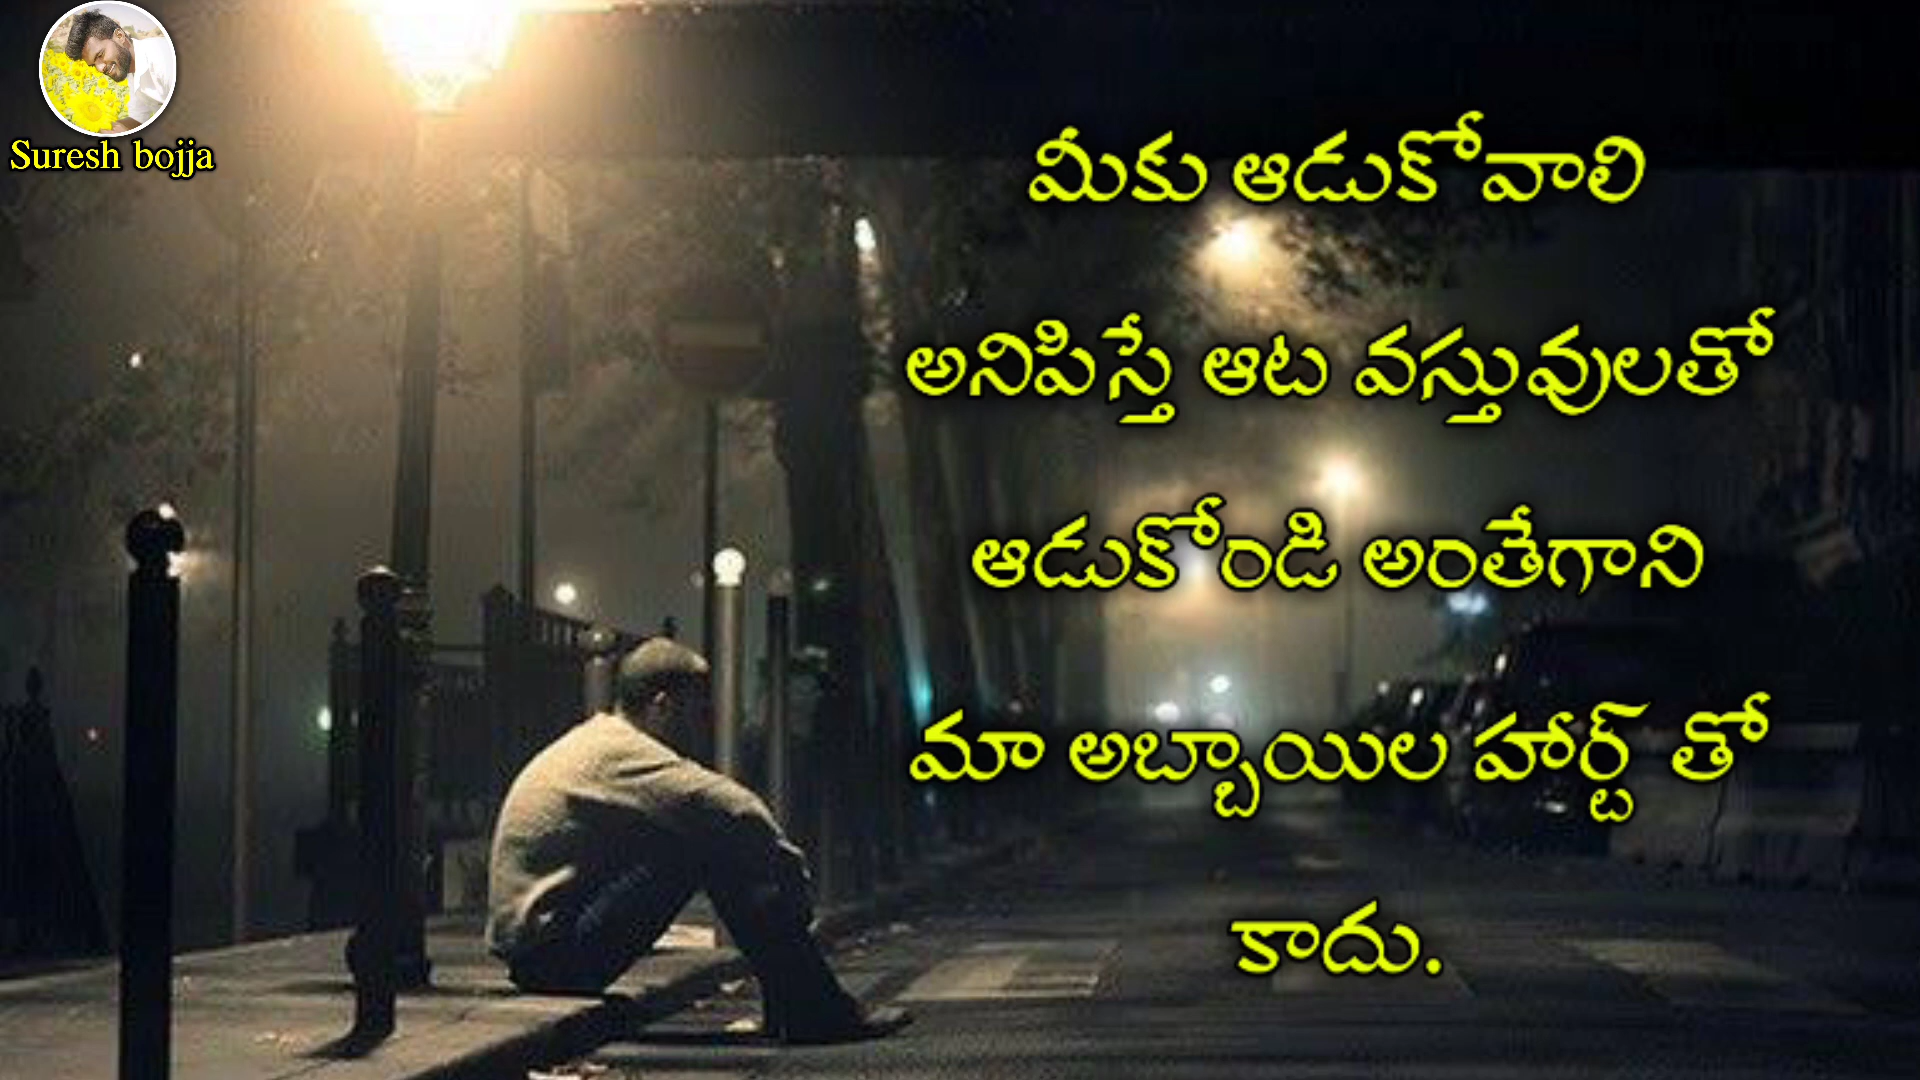 Suresh bojja
మీకు ఆడుకోవాలి
అనిపిస్తే ఆట వస్తువులతో
ఆడుకోండి అంతేగాని
మా అబ్బాయిల హార్ట్ తో
కాదు.